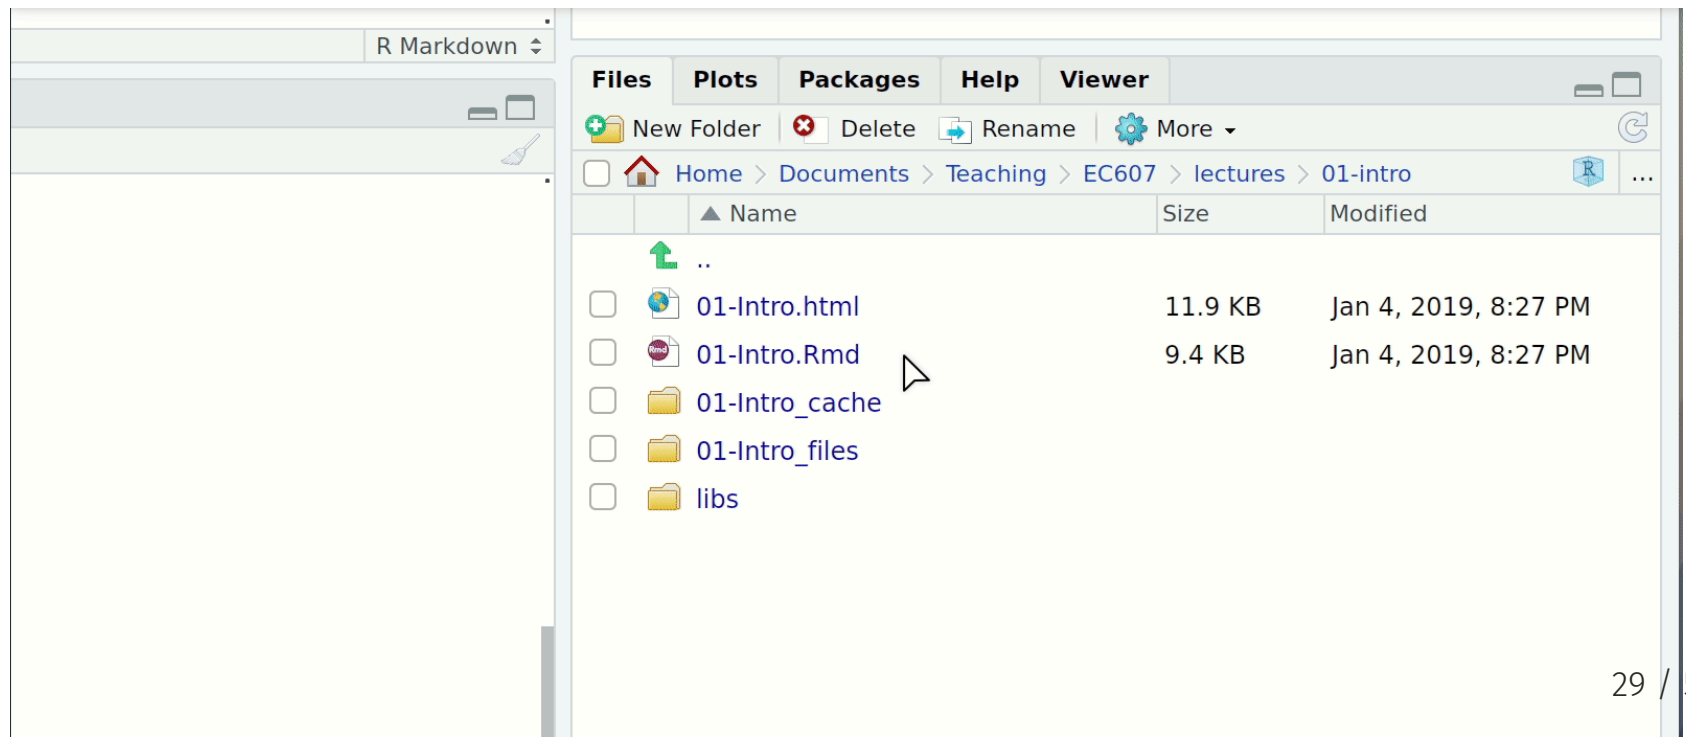 R Markdown
Files Plots Packages Help Viewer
New Folder Delete Rename More
Home > Documents > Teaching > EC607 > lectures > 01-intro R ...
Name Size Modified
..
01-Intro.html 11.9 KB Jan 4, 2019, 8:27 PM
Rmd 01-Intro.Rmd 9.4 KB Jan 4, 2019, 8:27 PM
01-Intro_cache
01-Intro_files
libs
29 /